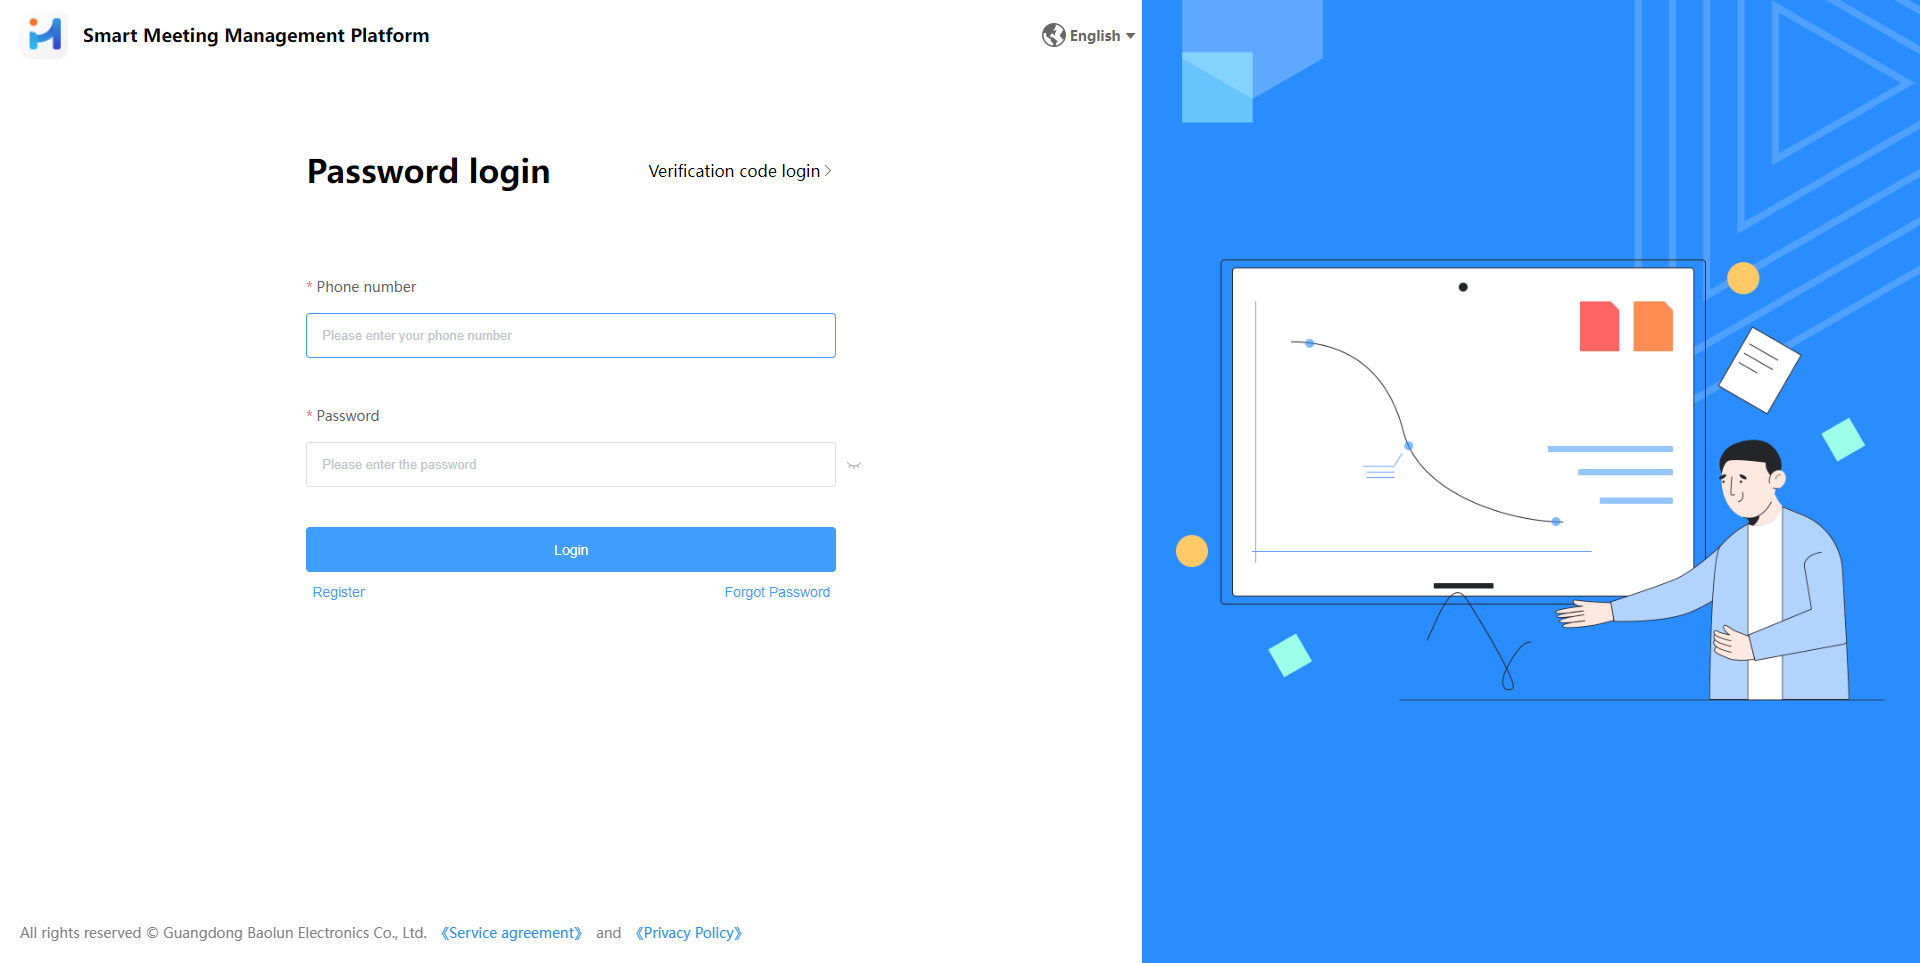 Smart Meeting Management Platform
English
Password login
Verification code login
* Phone number
Please enter your phone number
* Password
Please enter the password
Login
Register
Forgot Password
All rights reserved © Guangdong Baolun Electronics Co., Ltd. 《Service agreement》 and 《Privacy Policy》